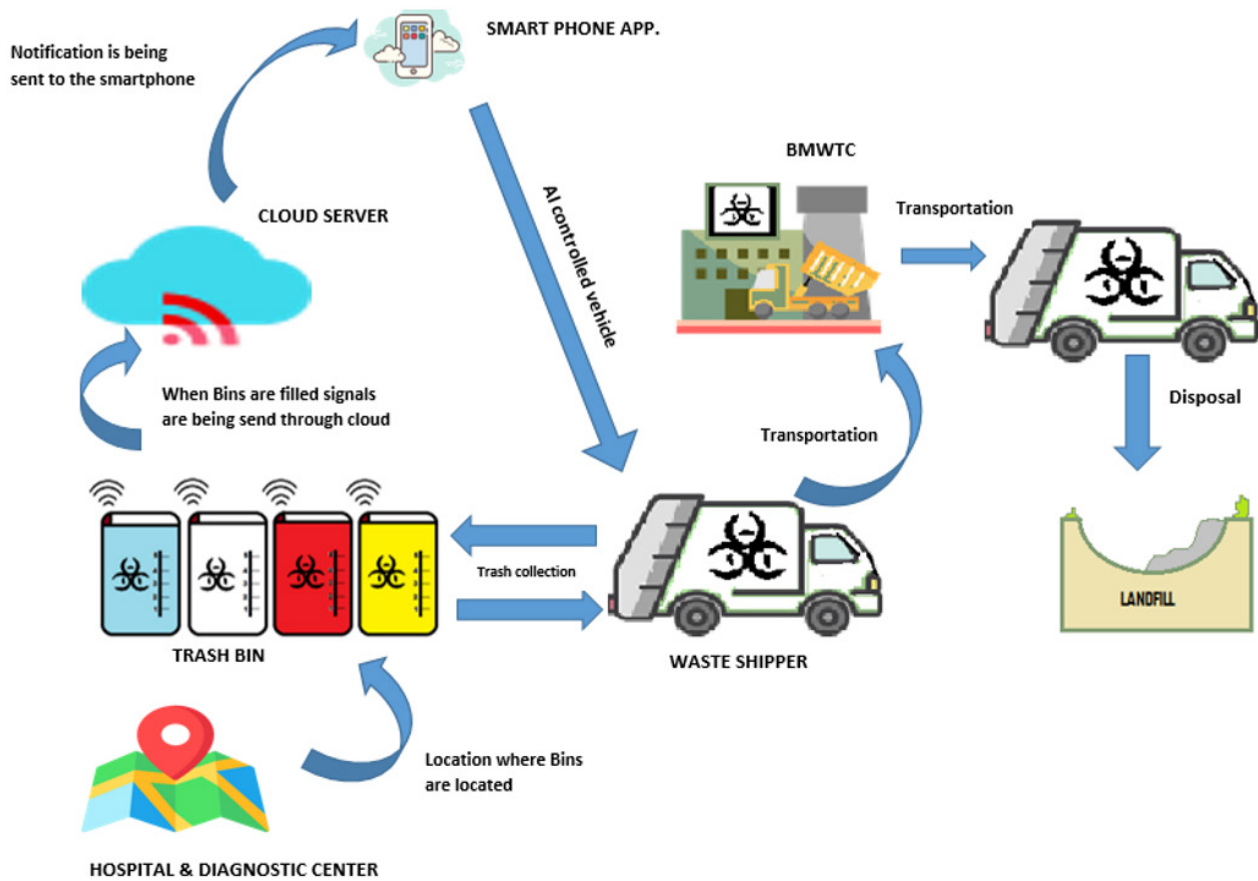 SMART PHONE APP.
Notification is being
sent to the smartphone
CLOUD SERVER
AI controlled vehicle
BMWTC
Transportation
When Bins are filled signals
are being send through cloud
Transportation
Disposal
Trash collection
TRASH BIN
WASTE SHIPPER
LANDFILL
Location where Bins
are located
HOSPITAL & DIAGNOSTIC CENTER